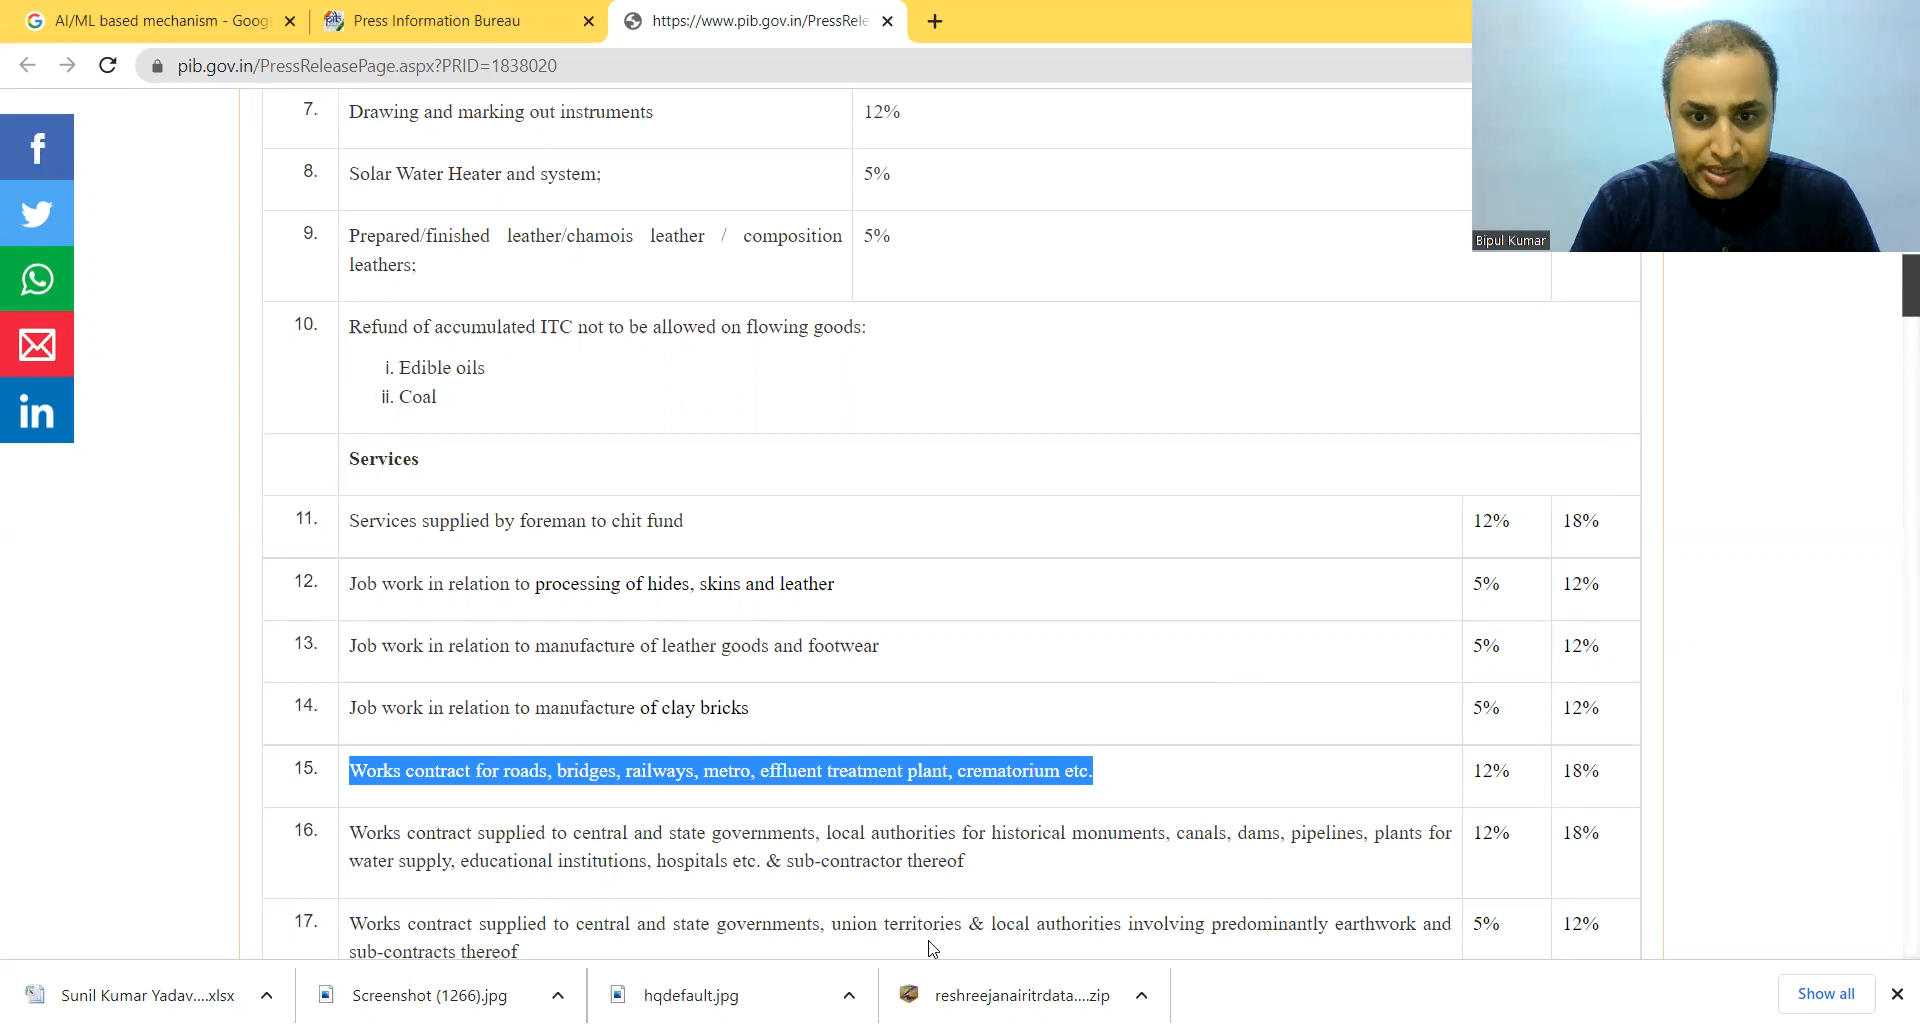 AI/ML based mechanism - Goog
Press Information Bureau
https://www.pib.gov.in/PressRele
pib.gov.in/PressReleasePage.aspx?PRID=1838020
Bipul Kumar
7. Drawing and marking out instruments 12%
8. Solar Water Heater and system; 5%
9. Prepared/finished leather/chamois leather / composition 5%
leathers;
10. Refund of accumulated ITC not to be allowed on flowing goods:
i. Edible oils
ii. Coal
Services
11. Services supplied by foreman to chit fund 12% 18%
12. Job work in relation to processing of hides, skins and leather 5% 12%
13. Job work in relation to manufacture of leather goods and footwear 5% 12%
14. Job work in relation to manufacture of clay bricks 5% 12%
15. Works contract for roads, bridges, railways, metro, effluent treatment plant, crematorium etc. 12% 18%
16. Works contract supplied to central and state governments, local authorities for historical monuments, canals, dams, pipelines, plants for 12% 18%
water supply, educational institutions, hospitals etc. & sub-contractor thereof
17. Works contract supplied to central and state governments, union territories & local authorities involving predominantly earthwork and 5% 12%
sub-contracts thereof
Sunil Kumar Yadav....xlsx
Screenshot (1266).jpg
hqdefault.jpg
reshreejanairitrdata....zip
Show all